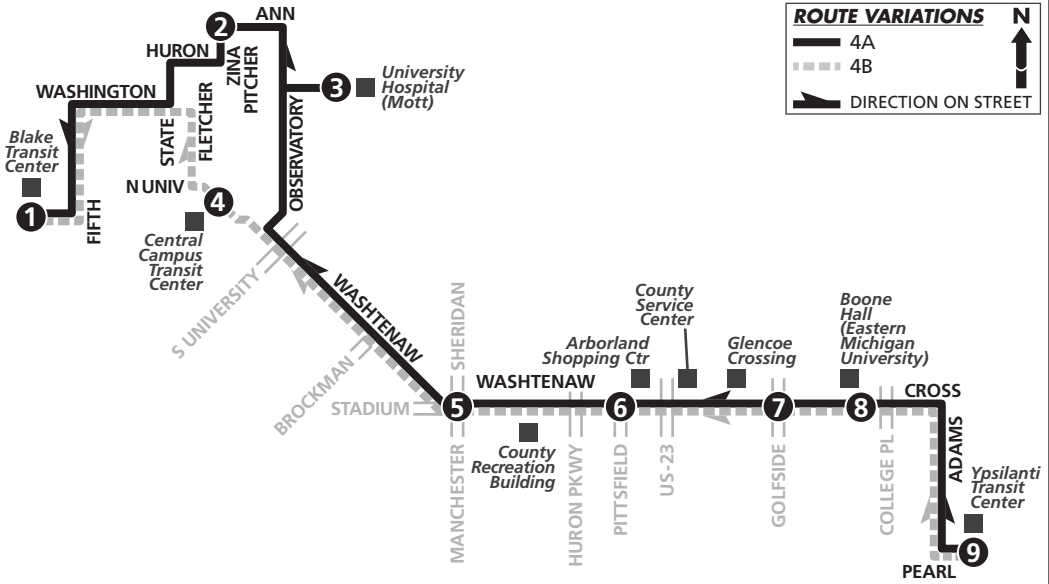 ROUTE VARIATIONS
N
4A
4B
DIRECTION ON STREET
2
ANN
HURON
ZINA
PITCHER
3
University
Hospital
(Mott)
WASHINGTON
STATE
FLETCHER
OBSERVATORY
Blake
Transit
Center
1
FIFTH
N UNIV
4
Central
Campus
Transit
Center
S UNIVERSITY
WASHTENAW
BROCKMAN
STADIUM
SHERIDAN
5
MANCHESTER
WASHTENAW
County
Recreation
Building
HURON PKWY
Arborland
Shopping Ctr
6
PITTSFIELD
County
Service
Center
US-23
Glencoe
Crossing
7
GOLFSIDE
Boone
Hall
(Eastern
Michigan
University)
8
COLLEGE PL
CROSS
ADAMS
Ypsilanti
Transit
Center
9
PEARL